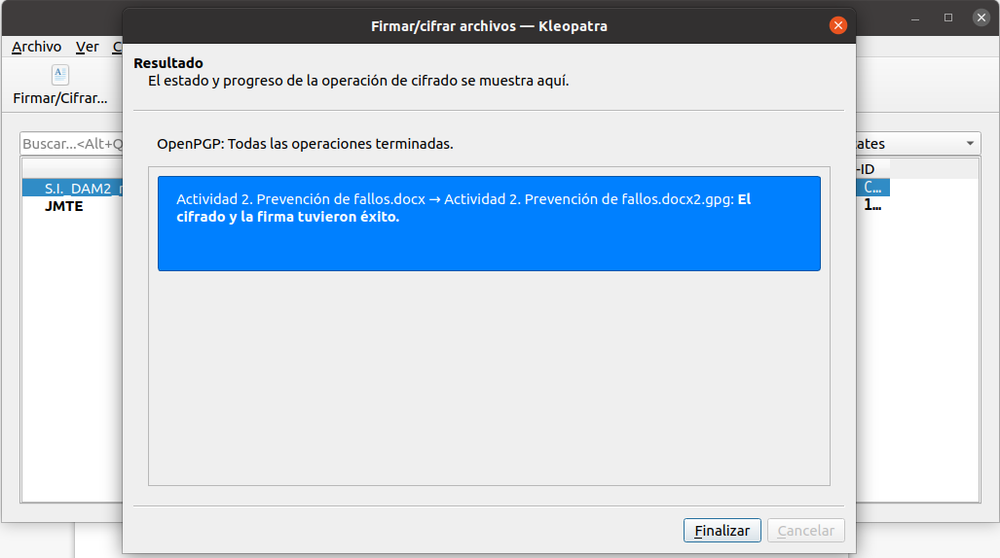 Firmar/cifrar archivos — Kleopatra
Archivo Ver
Firmar/Cifrar...
Resultado
El estado y progreso de la operación de cifrado se muestra aquí.
Buscar...<Alt+Q
OpenPGP: Todas las operaciones terminadas.
-ID
S.I._DAM2_ C...
JMTE 1...
Actividad 2. Prevención de fallos.docx → Actividad 2. Prevención de fallos.docx2.gpg: El
cifrado y la firma tuvieron éxito.
Finalizar Cancelar